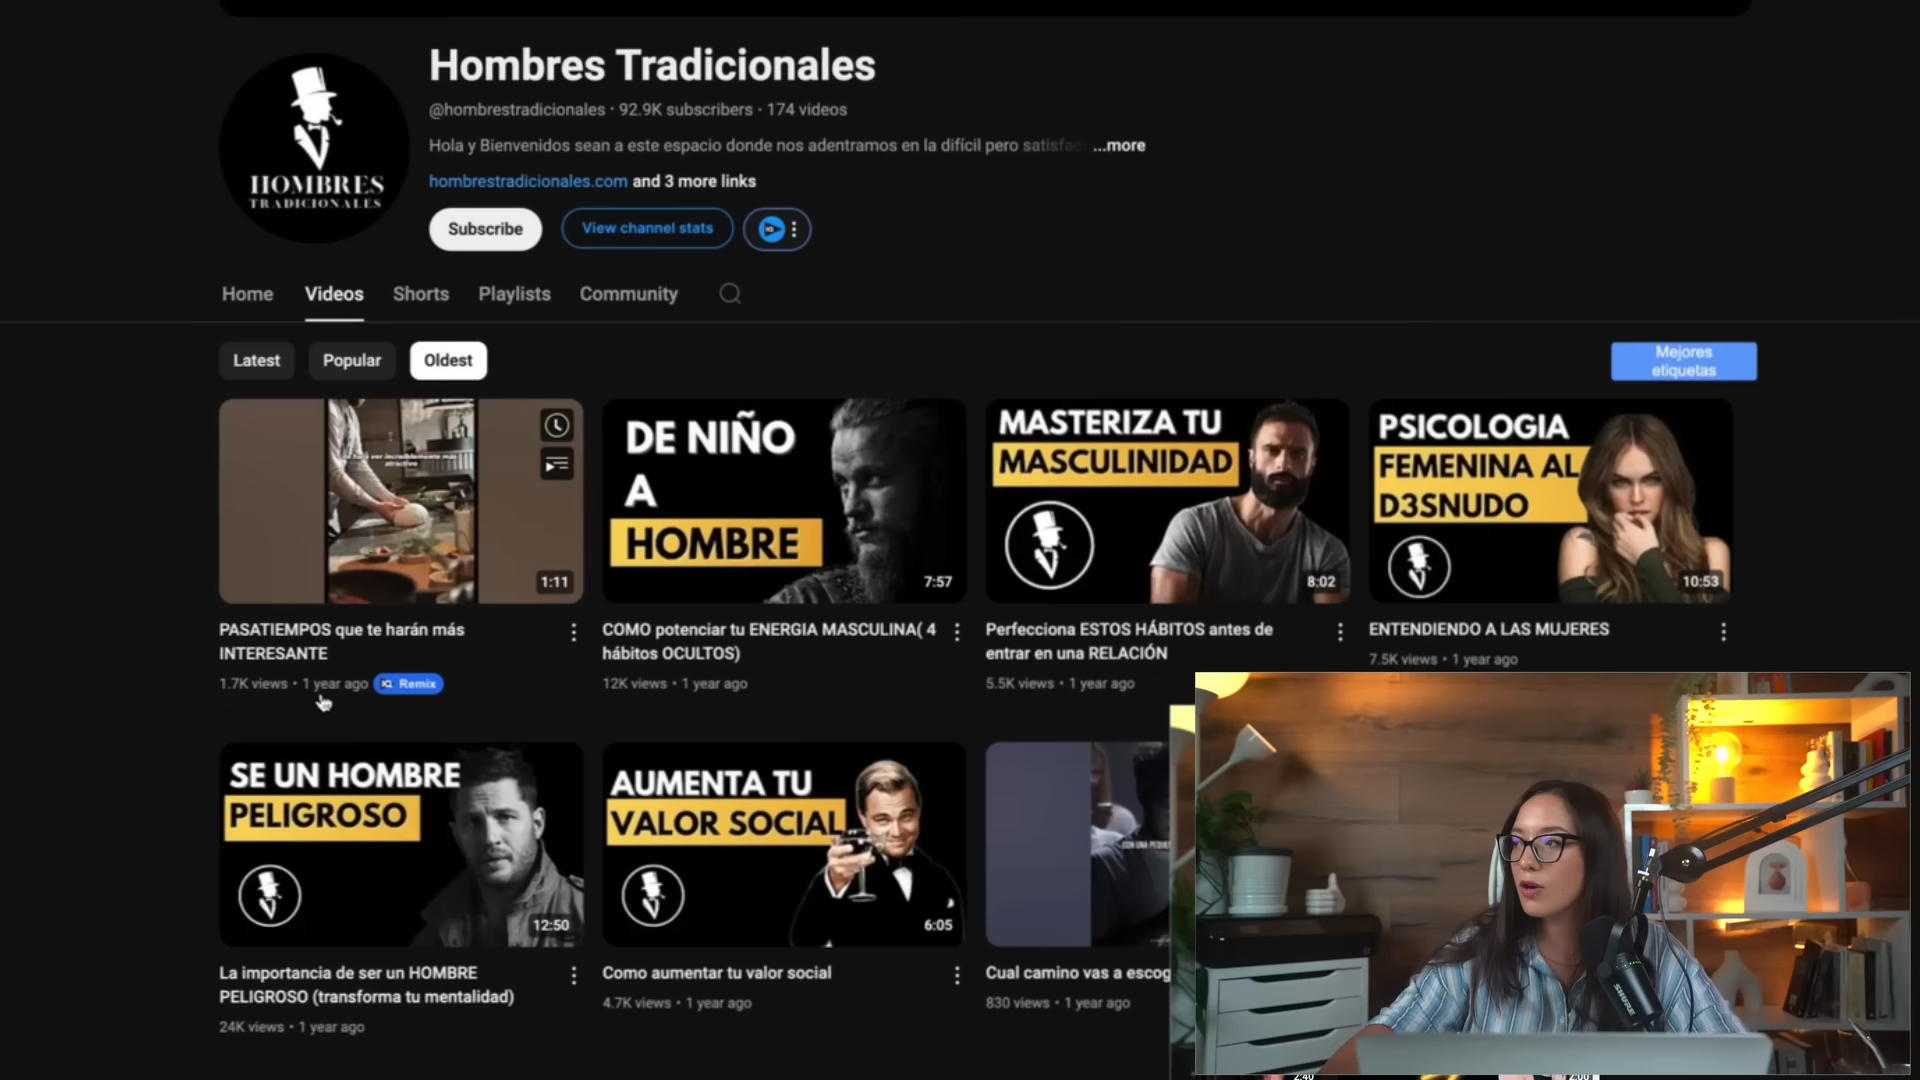 Hombres Tradicionales
@hombrestradicionales · 92.9K subscribers · 174 videos
Hola y Bienvenidos sean a este espacio donde nos adentramos en la difícil pero ...more
hombrestradicionales.com and 3 more links
HOMBRES
TRADICIONALES
Subscribe
View channel stats
Home
Videos
Shorts
Playlists
Community
Latest
Popular
Oldest
Mejores
etiquetas
1:11
DE NIÑO
A
HOMBRE
7:57
MASTERIZA TU
MASCULINIDAD
8:02
PSICOLOGIA
FEMENINA AL
D3SNUDO
10:53
PASATIEMPOS que te harán más
INTERESANTE
1.7K views • 1 year ago
Remix
COMO potenciar tu ENERGIA MASCULINA( 4
hábitos OCULTOS)
12K views • 1 year ago
Perfecciona ESTOS HÁBITOS antes de
entrar en una RELACIÓN
5.5K views • 1 year ago
ENTENDIENDO A LAS MUJERES
7.5K views • 1 year ago
SE UN HOMBRE
PELIGROSO
12:50
AUMENTA TU
VALOR SOCIAL
6:05
La importancia de ser un HOMBRE
PELIGROSO (transforma tu mentalidad)
24K views • 1 year ago
Como aumentar tu valor social
4.7K views • 1 year ago
Cual camino vas a escog
830 views • 1 year ago
SHURE